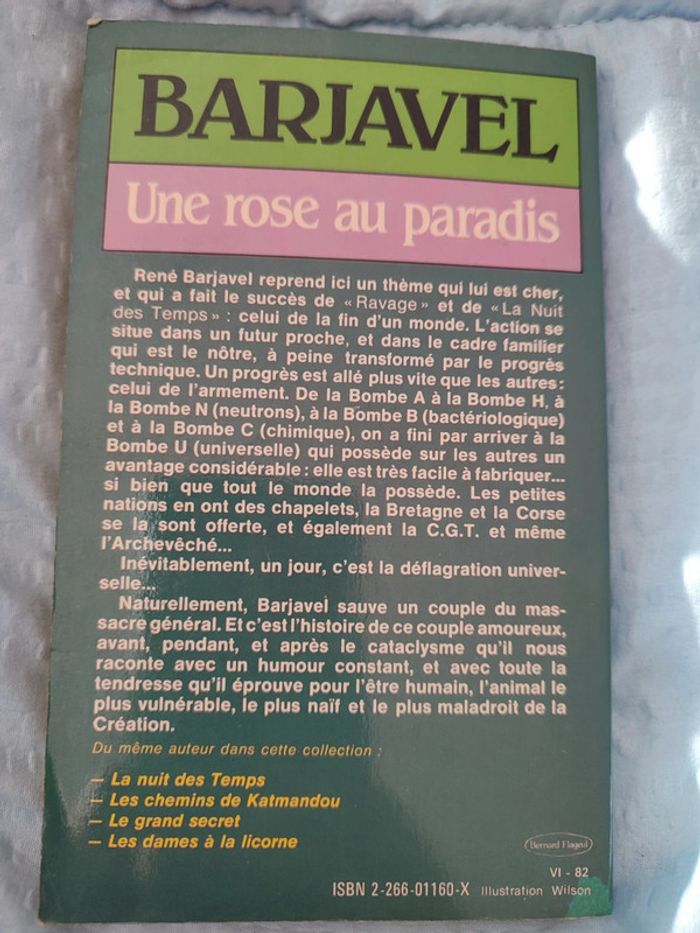 BARJAVEL
Une rose au paradis
René Barjavel reprend ici un thème qui lui est cher,
et qui a fait le succès de « Ravage » et de « La Nuit
des Temps » : celui de la fin d'un monde. L'action se
situe dans un futur proche, et dans le cadre familier
qui est le nôtre, à peine transformé par le progrès
technique. Un progrès est allé plus vite que les autres :
celui de l'armement. De la Bombe A à la Bombe H, à
la Bombe N (neutrons), à la Bombe B (bactériologique)
et à la Bombe C (chimique), on a fini par arriver à la
Bombe U (universelle) qui possède sur les autres un
avantage considérable : elle est très facile à fabriquer...
si bien que tout le monde la possède. Les petites
nations en ont des chapelets, la Bretagne et la Corse
se la sont offerte, et également la C.G.T. et même
l'Archevêché...
Inévitablement, un jour, c'est la déflagration univer-
selle...
Naturellement, Barjavel sauve un couple du mas-
sacre général. Et c'est l'histoire de ce couple amoureux,
avant, pendant, et après le cataclysme qu'il nous
raconte avec un humour constant, et avec toute la
tendresse qu'il éprouve pour l'être humain, l'animal le
plus vulnérable, le plus naïf et le plus maladroit de la
Création.
Du même auteur dans cette collection :
— La nuit des Temps
— Les chemins de Katmandou
— Le grand secret
— Les dames à la licorne
Bernard Flageul
VI - 82
ISBN 2-266-01160-X Illustration Wilson